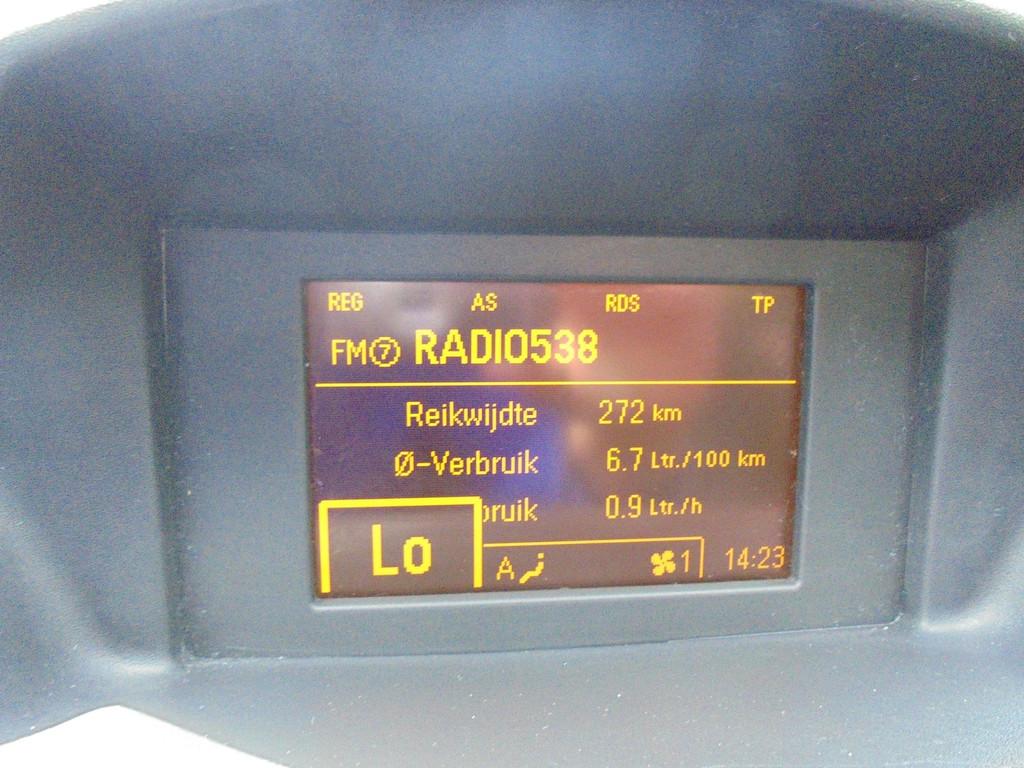 REG AS RDS TP
FM⑦ RADIO538
Reikwijdte 272 km
Ø-Verbruik 6.7 Ltr./100 km
bruik 0.9 Ltr./h
Lo A 1 14:23